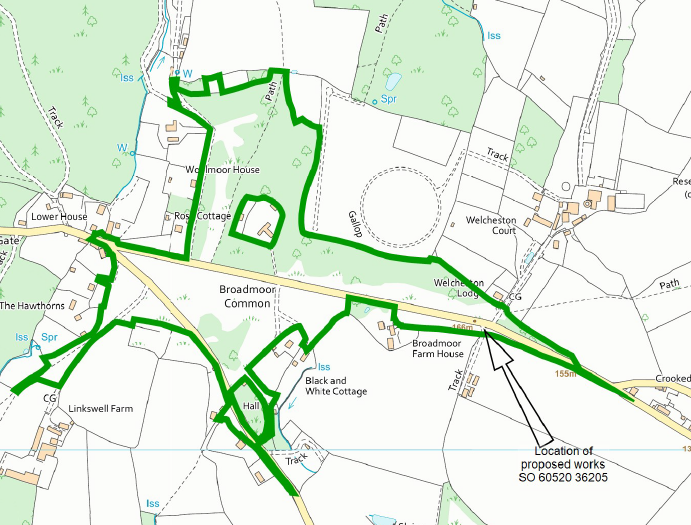 Path
Iss
Iss
W
Spr
Path
Track
W
Track
Woolmoor House
Rose Cottage
Lower House
Gate
Gallop
Welcheston
Court
Rese
(c
Welcheston
Lodge
CG
Path
Broadmoor
Common
The Hawthorns
166m
Broadmoor
Farm House
Iss
Spr
Iss
Black and
White Cottage
Track
155m
Crooked
CG
Linkswell Farm
Hall
13
Track
Location of
proposed works
SO 60520 36205
Iss